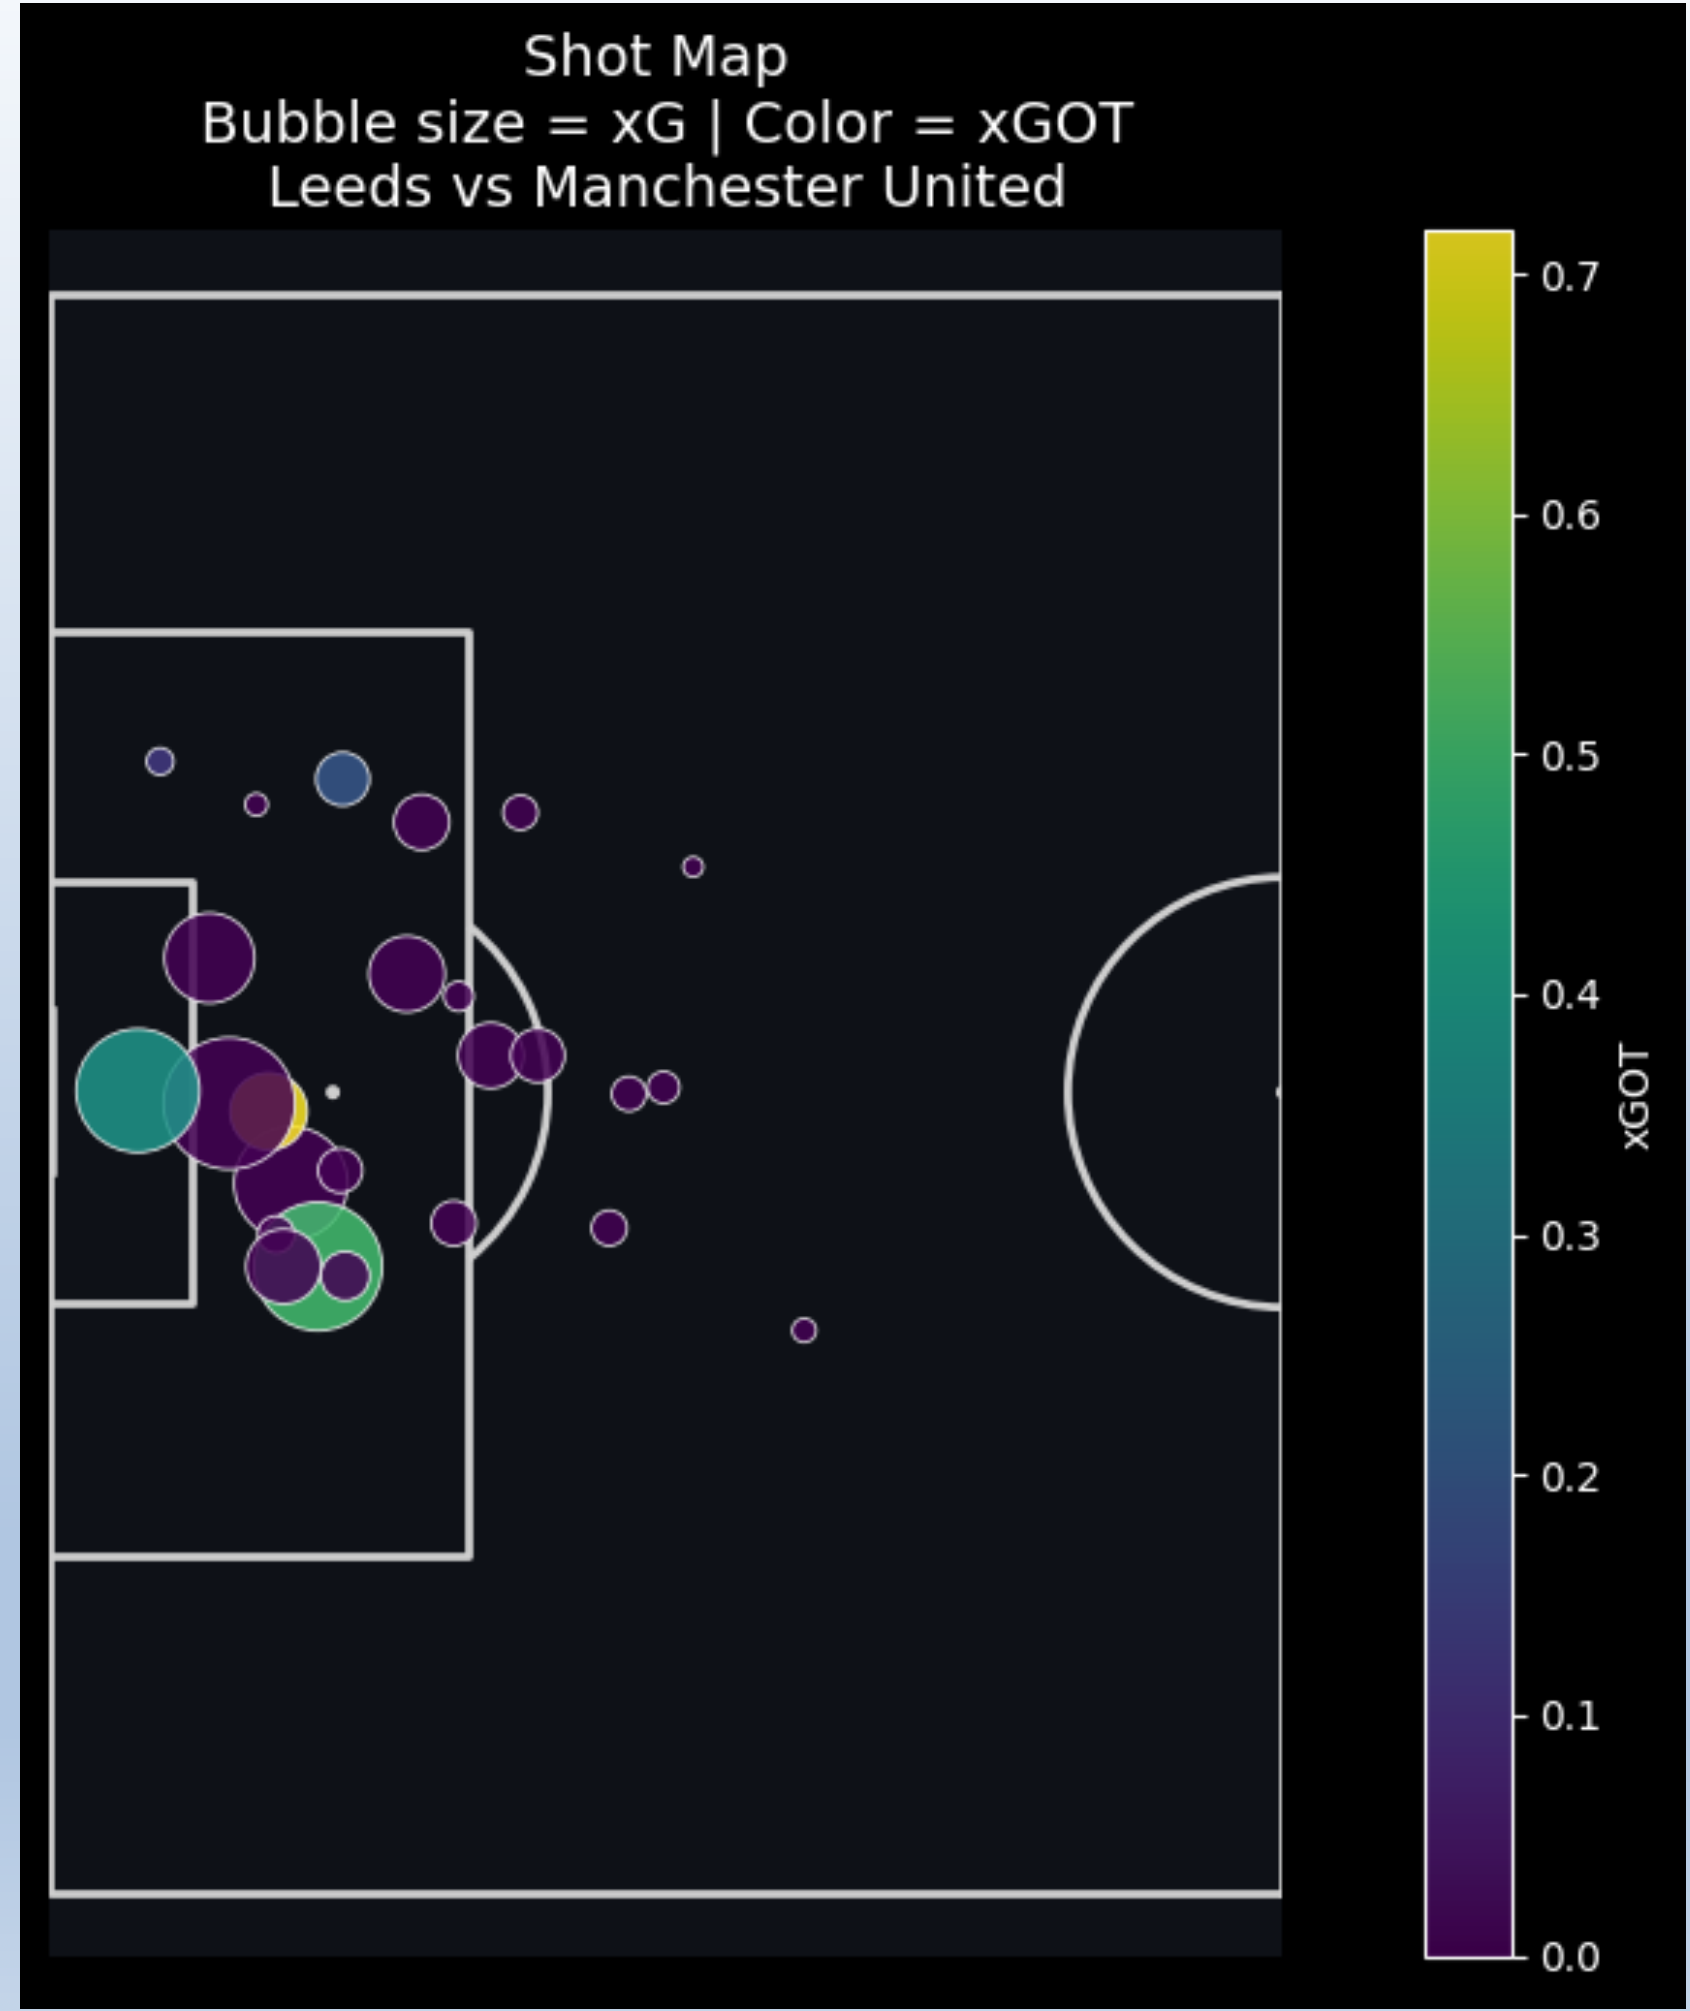 Shot Map
Bubble size = xG | Color = xGOT
Leeds vs Manchester United
0.7
0.6
0.5
0.4
xGOT
0.3
0.2
0.1
0.0